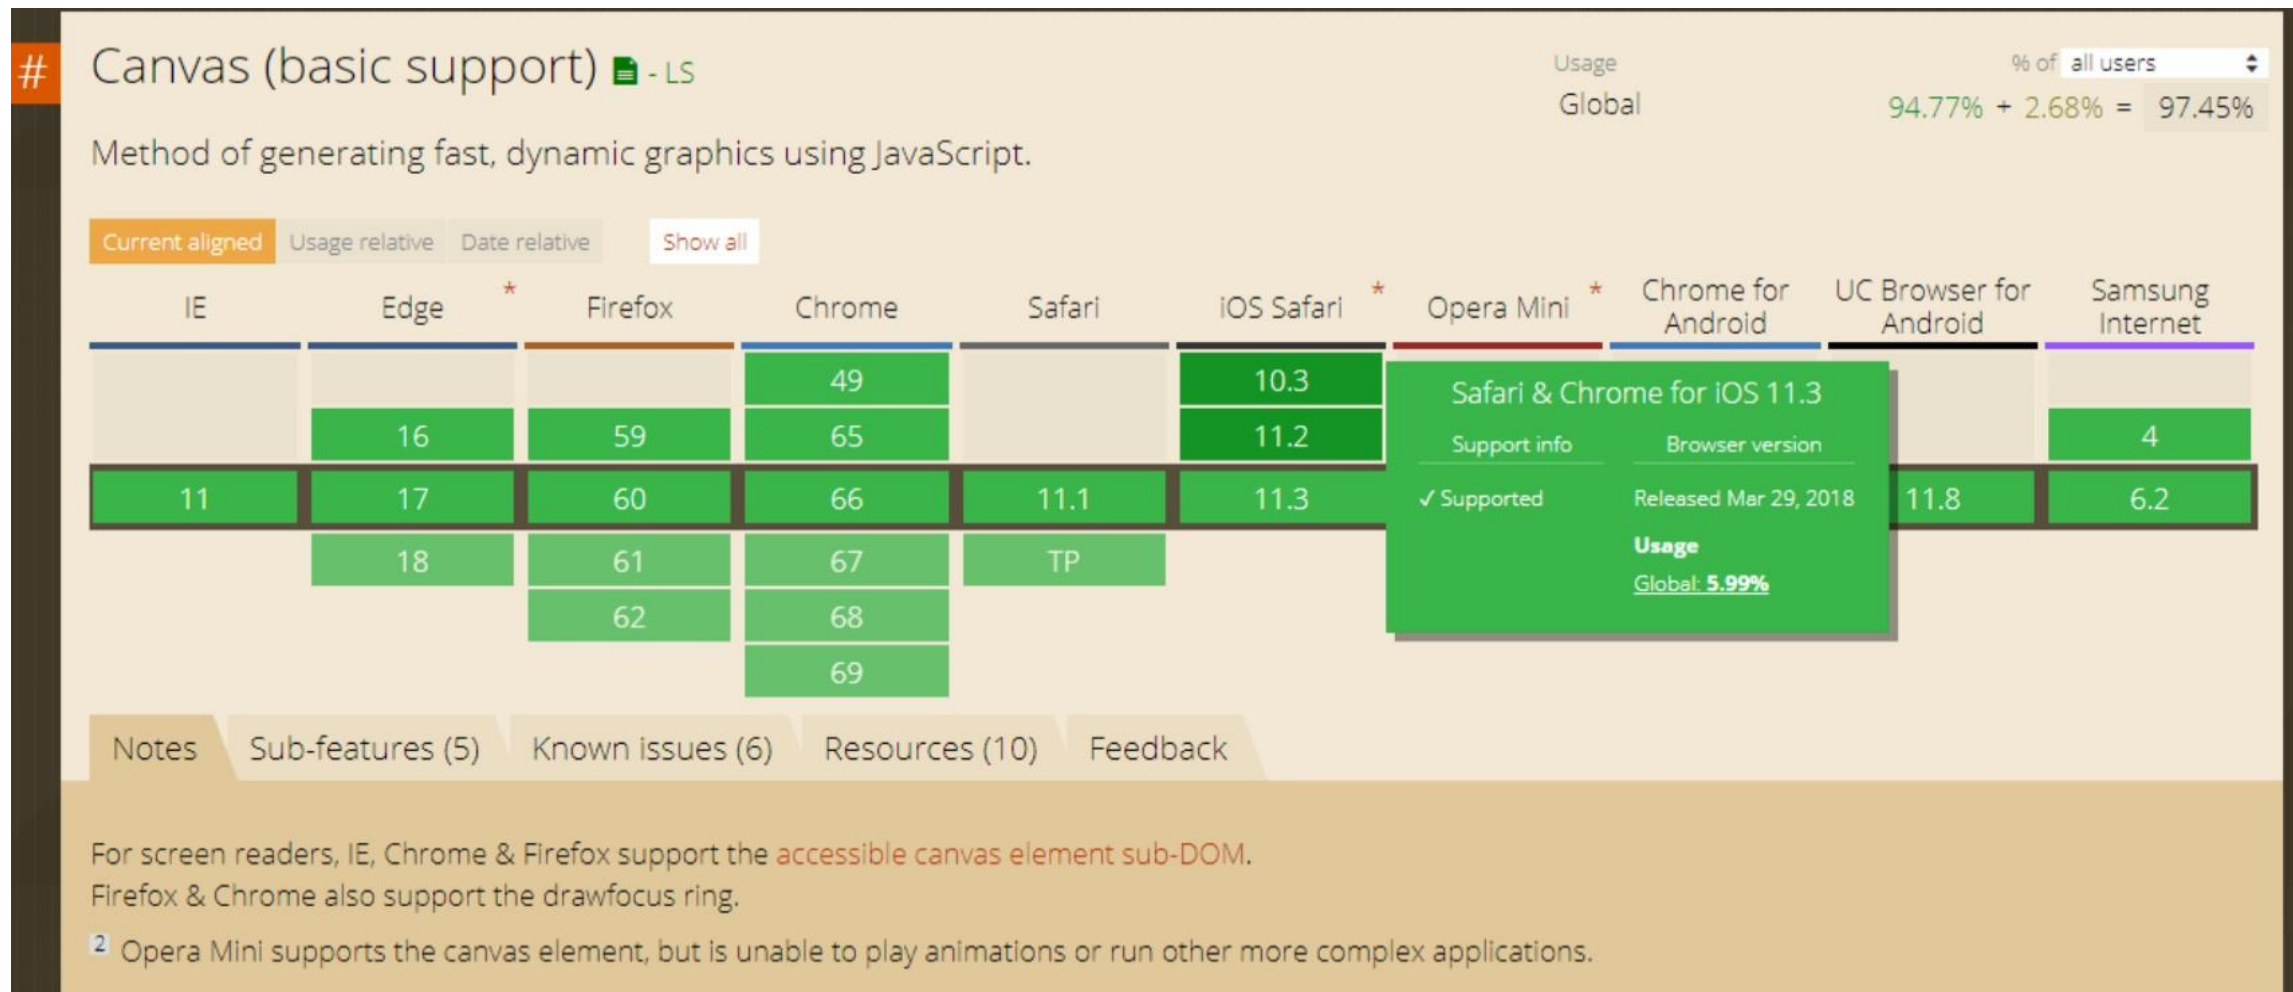 #
Canvas (basic support) - LS
Usage % of all users
Global 94.77% + 2.68% = 97.45%
Method of generating fast, dynamic graphics using JavaScript.
Current aligned Usage relative Date relative Show all
IE Edge * Firefox Chrome Safari iOS Safari * Opera Mini * Chrome for Android UC Browser for Android Samsung Internet
49 10.3
16 59 65 11.2 4
11 17 60 66 11.1 11.3 11.8 6.2
18 61 67 TP
62 68
69
Safari & Chrome for iOS 11.3
Support info Browser version
✓ Supported Released Mar 29, 2018
Usage
Global: 5.99%
Notes Sub-features (5) Known issues (6) Resources (10) Feedback
For screen readers, IE, Chrome & Firefox support the accessible canvas element sub-DOM.
Firefox & Chrome also support the drawfocus ring.
2 Opera Mini supports the canvas element, but is unable to play animations or run other more complex applications.